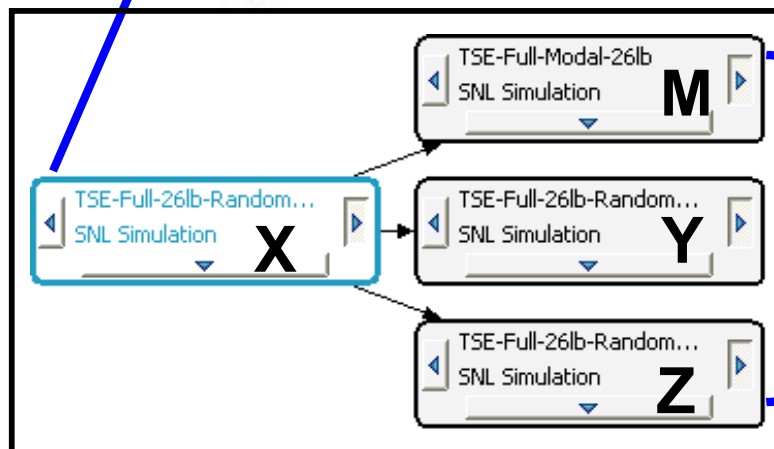 TSE-Full-Modal-26lb
SNL Simulation
M
TSE-Full-26lb-Random...
SNL Simulation
X
TSE-Full-26lb-Random...
SNL Simulation
Y
TSE-Full-26lb-Random...
SNL Simulation
Z